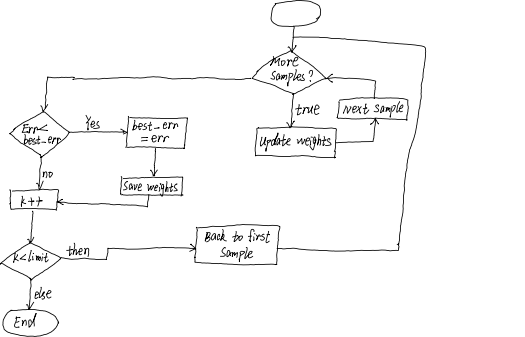 More
samples?
true
Next sample
Update weights
Err<
best_err
Yes
best_err
= err
Save weights
no
k++
k<limit
then
Back to first
Sample
else
End